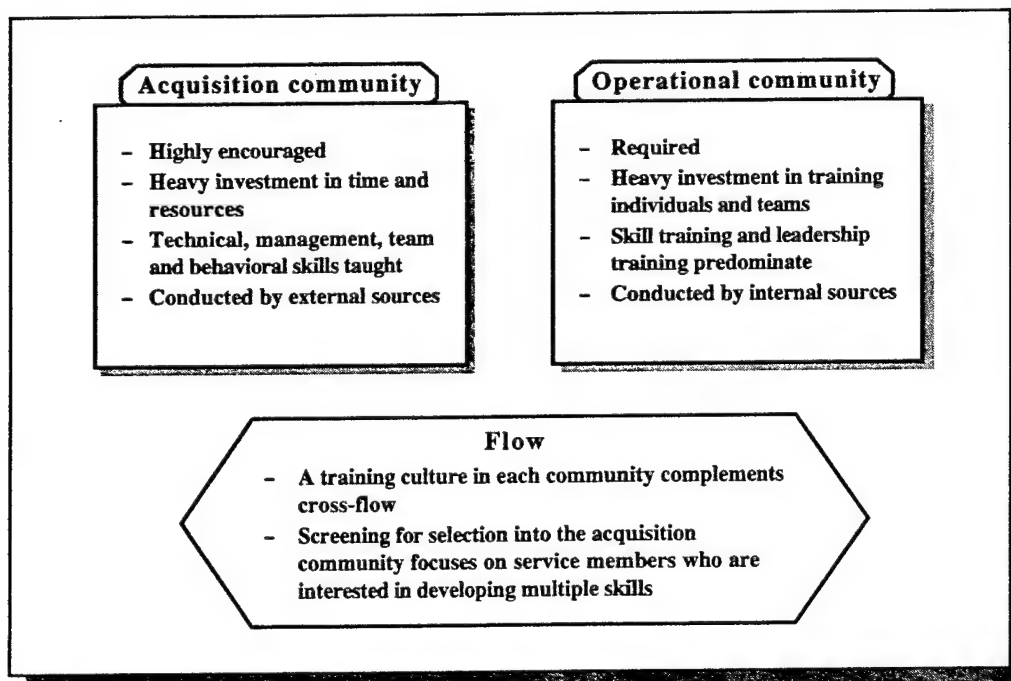 Acquisition community
– Highly encouraged
– Heavy investment in time and
resources
– Technical, management, team
and behavioral skills taught
– Conducted by external sources
Operational community
– Required
– Heavy investment in training
individuals and teams
– Skill training and leadership
training predominate
– Conducted by internal sources
Flow
– A training culture in each community complements
cross-flow
– Screening for selection into the acquisition
community focuses on service members who are
interested in developing multiple skills